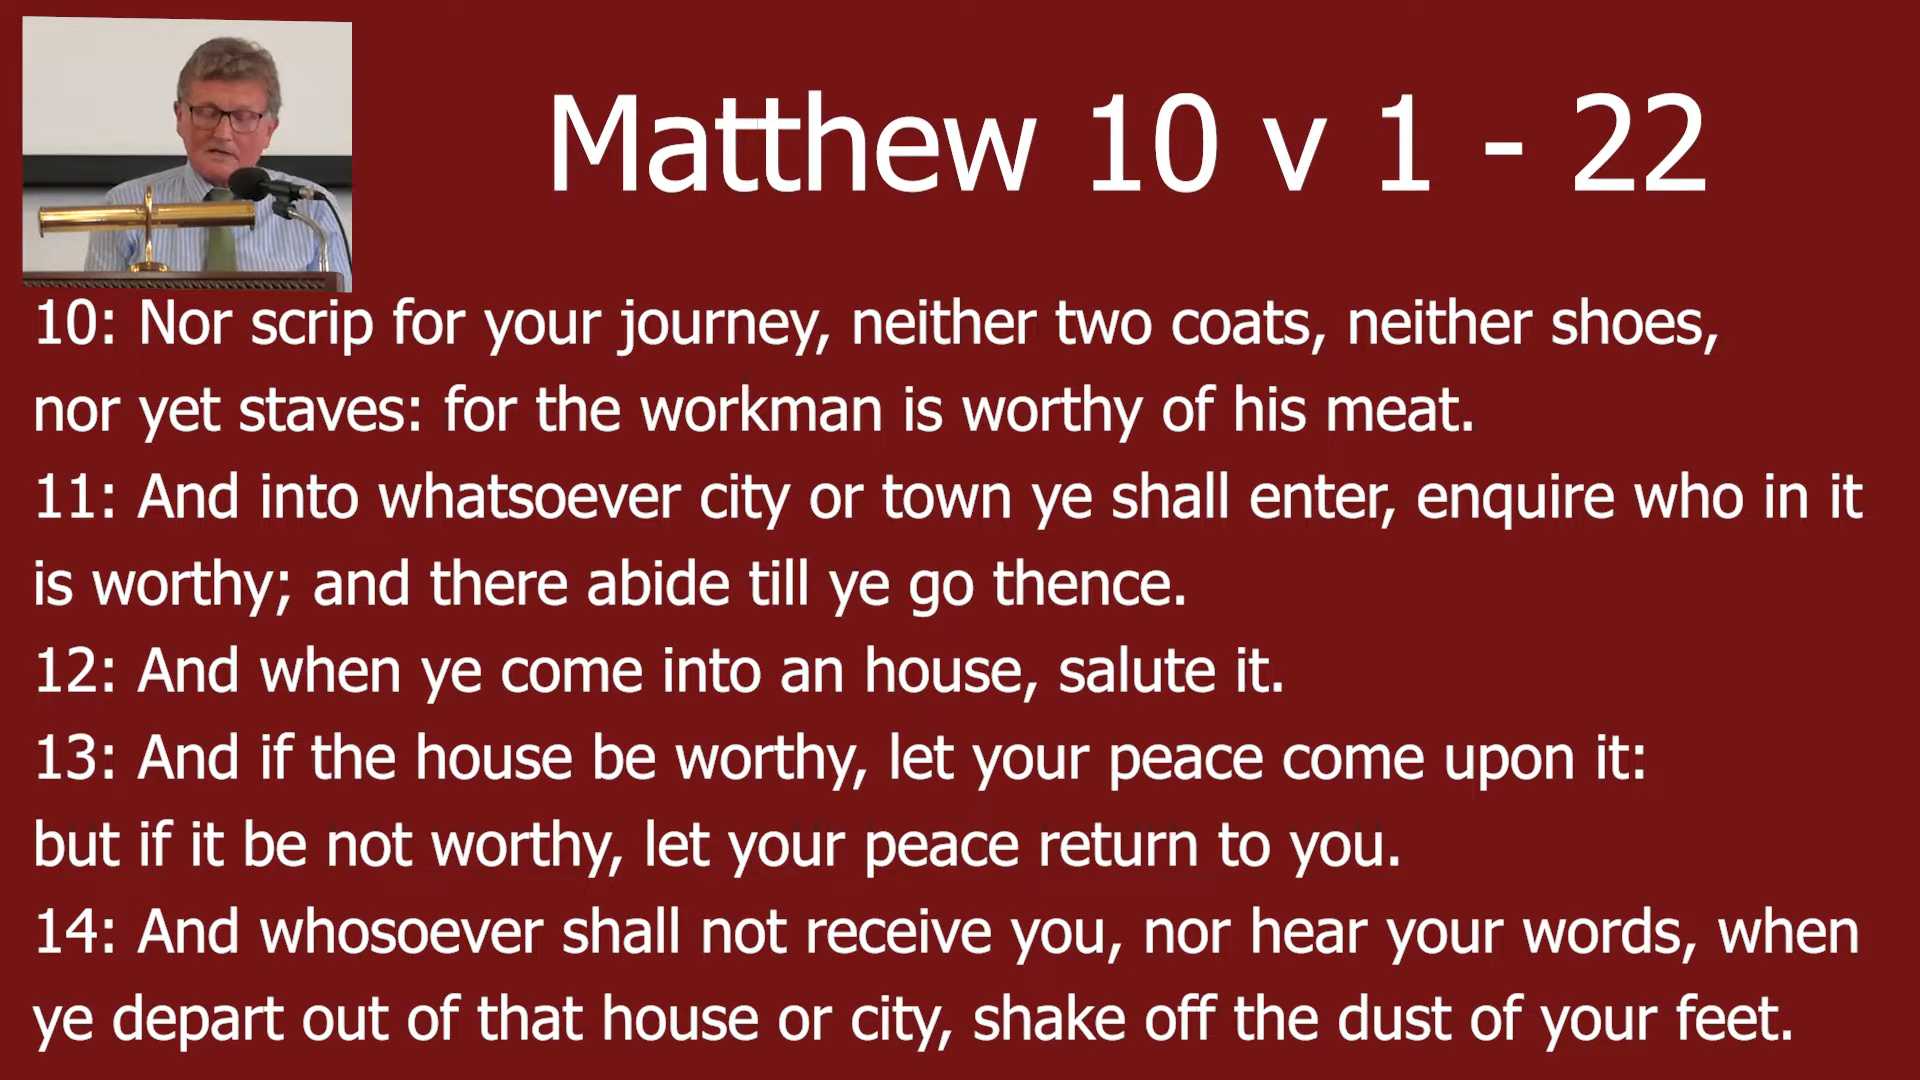 Matthew 10 v 1 - 22
10: Nor scrip for your journey, neither two coats, neither shoes,
nor yet staves: for the workman is worthy of his meat.
11: And into whatsoever city or town ye shall enter, enquire who in it
is worthy; and there abide till ye go thence.
12: And when ye come into an house, salute it.
13: And if the house be worthy, let your peace come upon it:
but if it be not worthy, let your peace return to you.
14: And whosoever shall not receive you, nor hear your words, when
ye depart out of that house or city, shake off the dust of your feet.